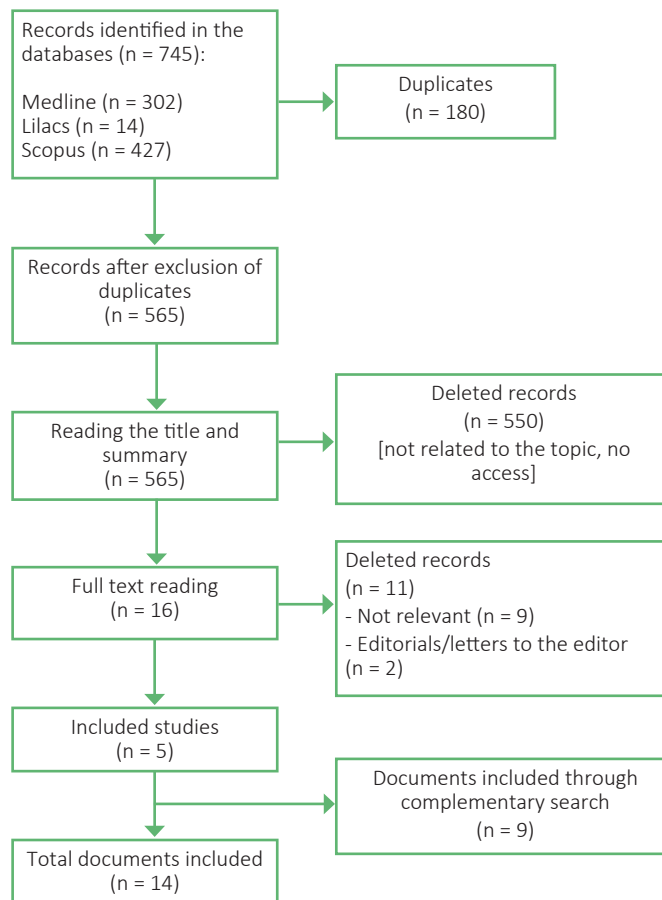 Records identified in the
databases (n = 745):
Medline (n = 302)
Lilacs (n = 14)
Scopus (n = 427)
Duplicates
(n = 180)
Records after exclusion of
duplicates
(n = 565)
Reading the title and
summary
(n = 565)
Deleted records
(n = 550)
[not related to the topic, no
access]
Full text reading
(n = 16)
Deleted records
(n = 11)
- Not relevant (n = 9)
- Editorials/letters to the editor
(n = 2)
Included studies
(n = 5)
Documents included through
complementary search
(n = 9)
Total documents included
(n = 14)